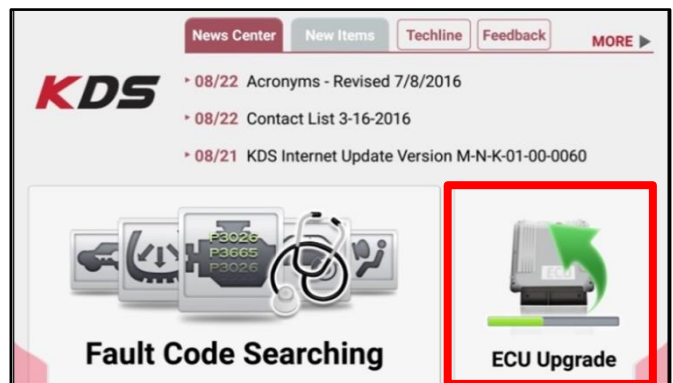 News Center New Items Techline Feedback MORE
KDS
08/22 Acronyms - Revised 7/8/2016
08/22 Contact List 3-16-2016
08/21 KDS Internet Update Version M-N-K-01-00-0060
P3026
P3665
P3026
ECU
Fault Code Searching
ECU Upgrade